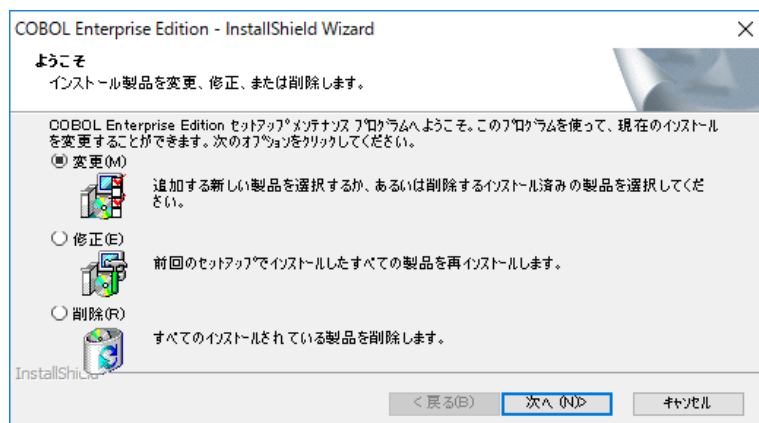 COBOL Enterprise Edition - InstallShield Wizard
ようこそ
インストール製品を変更、修正、または削除します。
COBOL Enterprise Edition セットアップ メンテナンス プログラムへようこそ。このプログラムを使って、現在のインストール
を変更することができます。次のオプションをクリックしてください。
変更(M)
追加する新しい製品を選択するか、あるいは削除するインストール済みの製品を選択してくだ
さい。
修正(E)
前回のセットアップでインストールしたすべての製品を再インストールします。
削除(R)
すべてのインストールされている製品を削除します。
InstallShield
< 戻る(B)
次へ (N)>
キャンセル